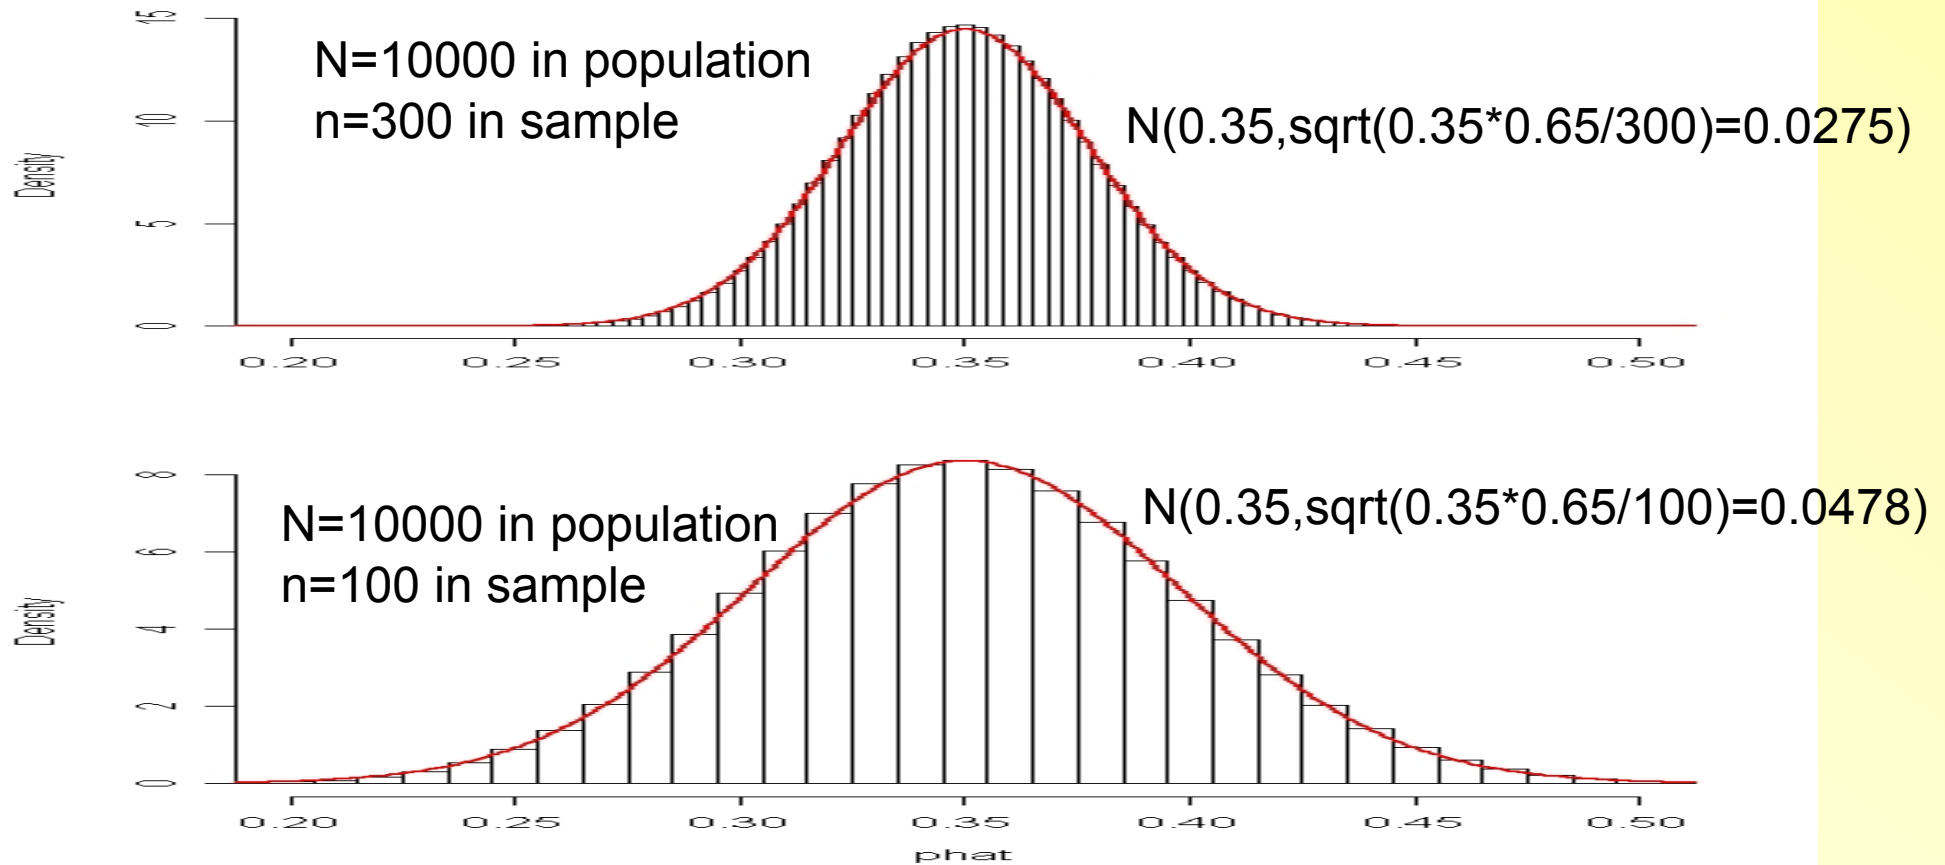 N=10000 in population
n=300 in sample
N(0.35,sqrt(0.35*0.65/300)=0.0275)
Density
15
10
5
0
0.20 0.25 0.30 0.35 0.40 0.45 0.50
N=10000 in population
n=100 in sample
N(0.35,sqrt(0.35*0.65/100)=0.0478)
Density
8
6
4
2
0
0.20 0.25 0.30 0.35 0.40 0.45 0.50
phat